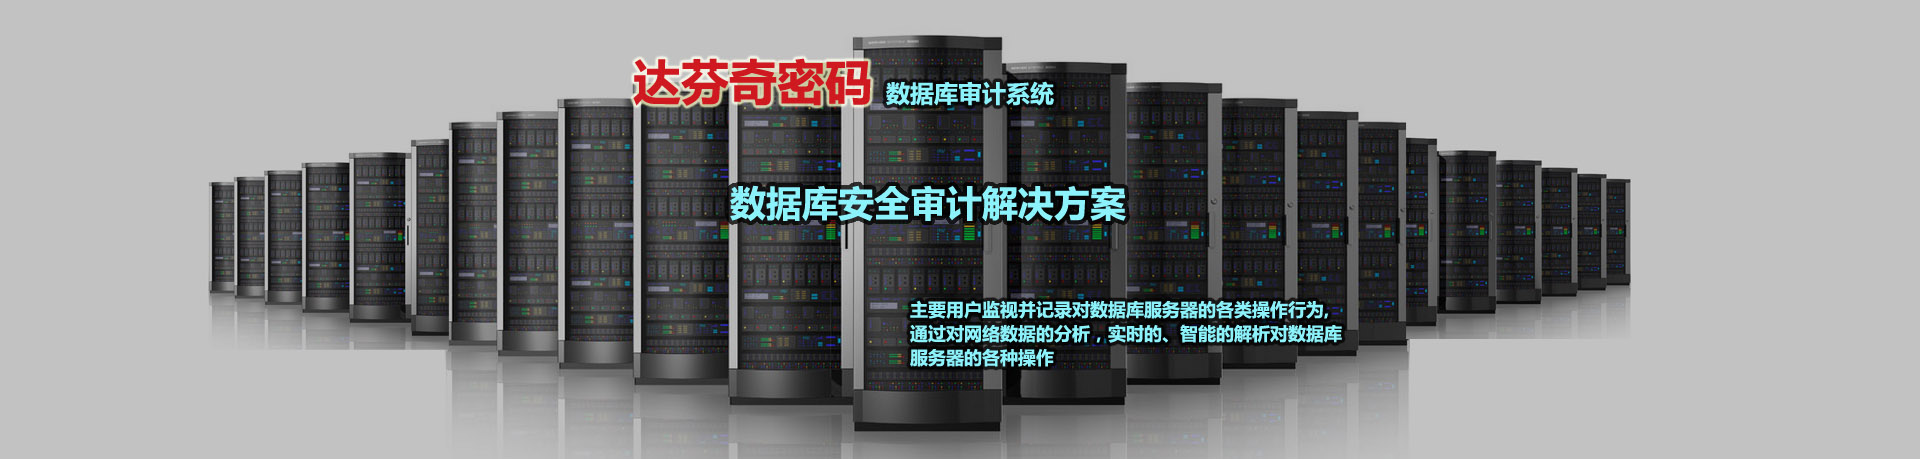 达芬奇密码 数据库审计系统
数据库安全审计解决方案
主要用户监视并记录对数据库服务器的各类操作行为,
通过对网络数据的分析，实时的、智能的解析对数据库
服务器的各种操作